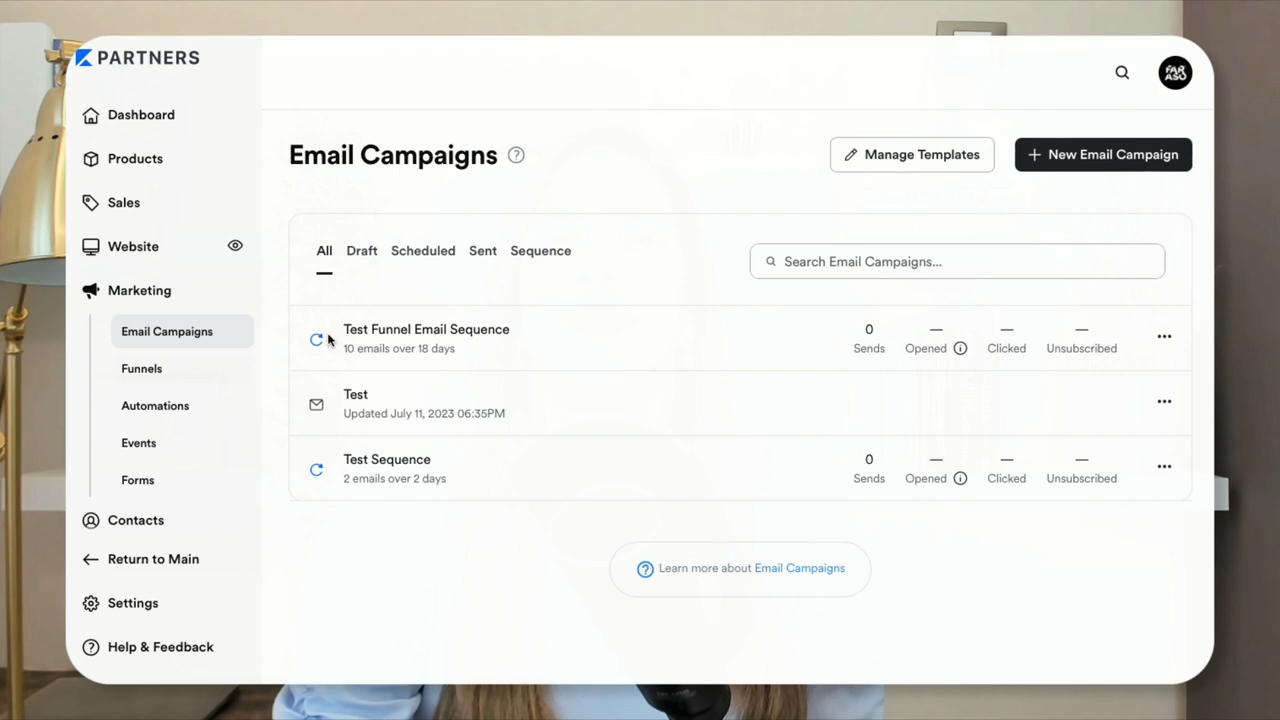 PARTNERS
FAR
ASU
Dashboard
Products
Sales
Website
Marketing
Email Campaigns
Funnels
Automations
Events
Forms
Contacts
Return to Main
Settings
Help & Feedback
Email Campaigns
Manage Templates
New Email Campaign
All Draft Scheduled Sent Sequence
Search Email Campaigns...
Test Funnel Email Sequence
10 emails over 18 days
0 — — —
Sends Opened Clicked Unsubscribed
Test
Updated July 11, 2023 06:35PM
Test Sequence
2 emails over 2 days
0 — — —
Sends Opened Clicked Unsubscribed
Learn more about Email Campaigns